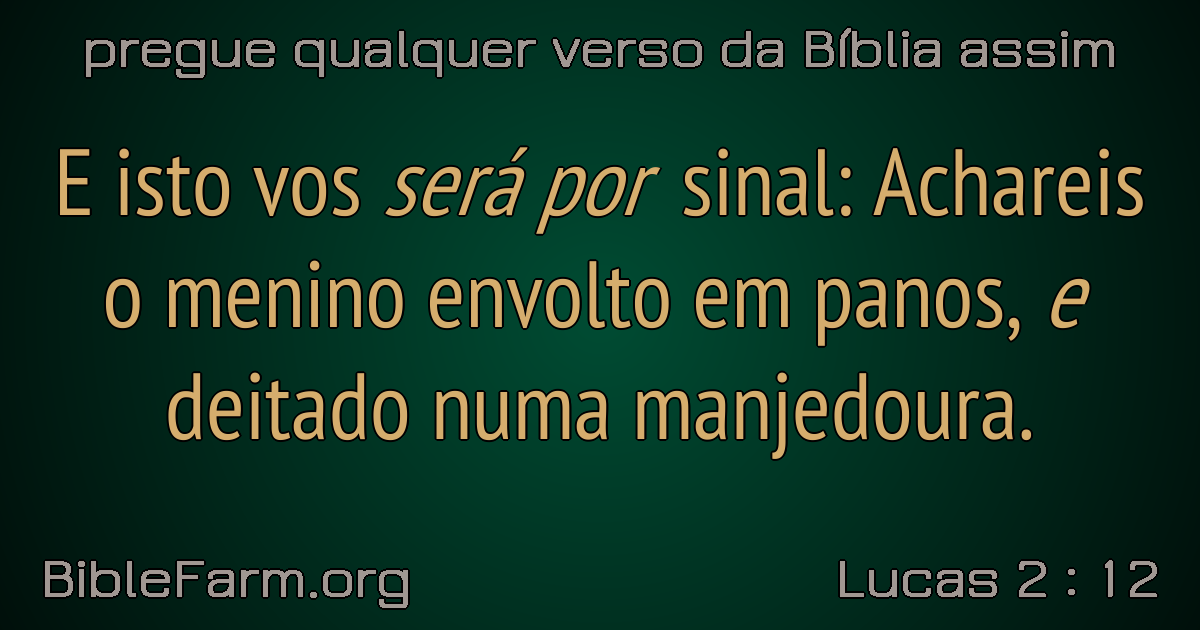 pregue qualquer verso da Bíblia assim
E isto vos será por sinal: Achareis
o menino envolto em panos, e
deitado numa manjedoura.
BibleFarm.org
Lucas 2 : 12